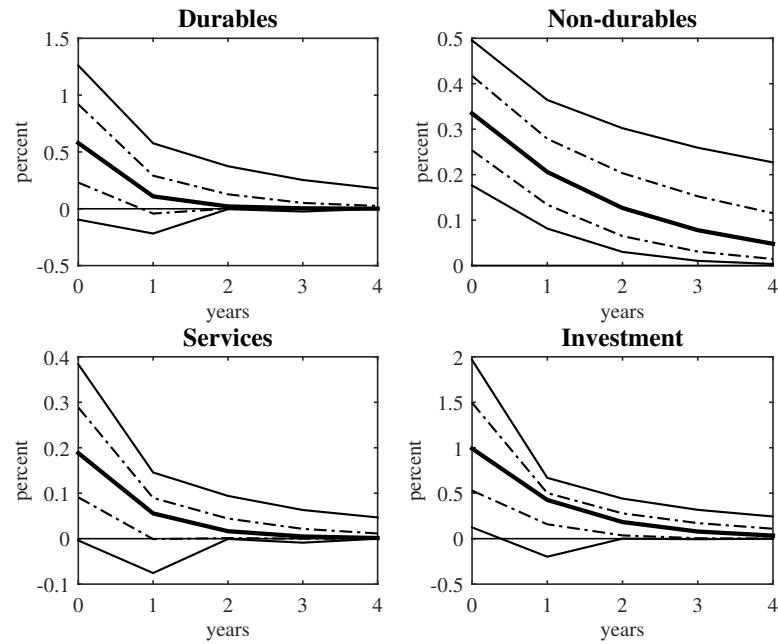 Durables
1.5
1
0.5
0
-0.5
percent
0 1 2 3 4
years
Non-durables
0.5
0.4
0.3
0.2
0.1
0
percent
0 1 2 3 4
years
Services
0.4
0.3
0.2
0.1
0
-0.1
percent
0 1 2 3 4
years
Investment
2
1.5
1
0.5
0
-0.5
percent
0 1 2 3 4
years